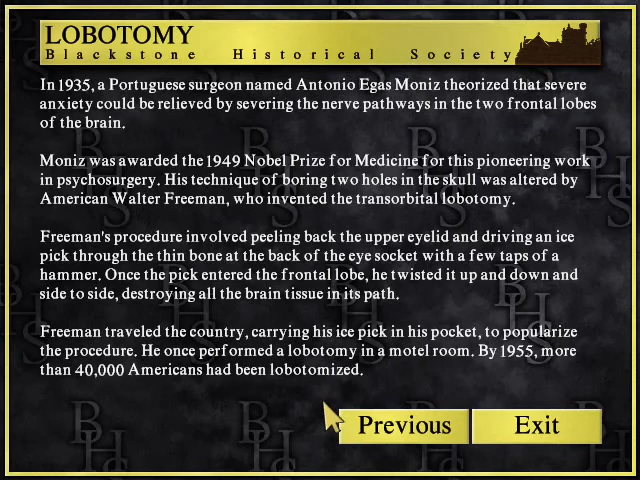 LOBOTOMY
Blackstone Historical Society
In 1935, a Portuguese surgeon named Antonio Egas Moniz theorized that severe
anxiety could be relieved by severing the nerve pathways in the two frontal lobes
of the brain.
Moniz was awarded the 1949 Nobel Prize for Medicine for this pioneering work
in psychosurgery. His technique of boring two holes in the skull was altered by
American Walter Freeman, who invented the transorbital lobotomy.
Freeman's procedure involved peeling back the upper eyelid and driving an ice
pick through the thin bone at the back of the eye socket with a few taps of a
hammer. Once the pick entered the frontal lobe, he twisted it up and down and
side to side, destroying all the brain tissue in its path.
Freeman traveled the country, carrying his ice pick in his pocket, to popularize
the procedure. He once performed a lobotomy in a motel room. By 1955, more
than 40,000 Americans had been lobotomized.
Previous Exit